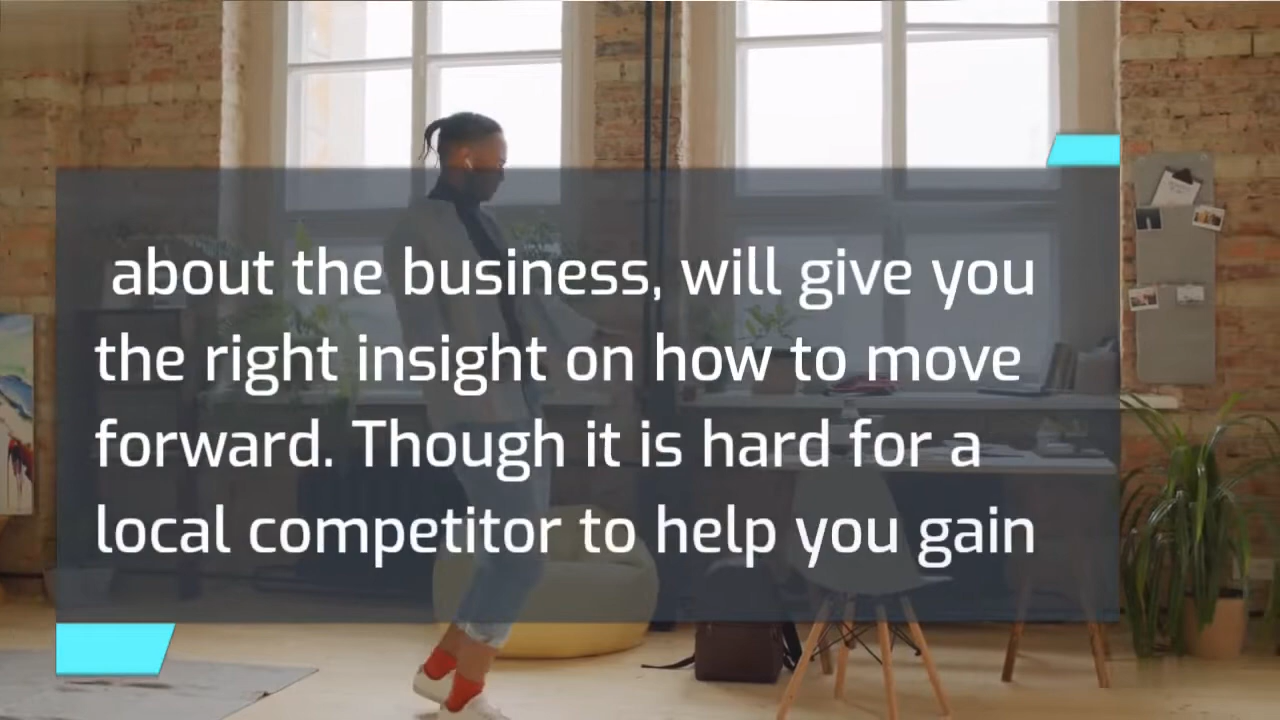 about the business, will give you
the right insight on how to move
forward. Though it is hard for a
local competitor to help you gain